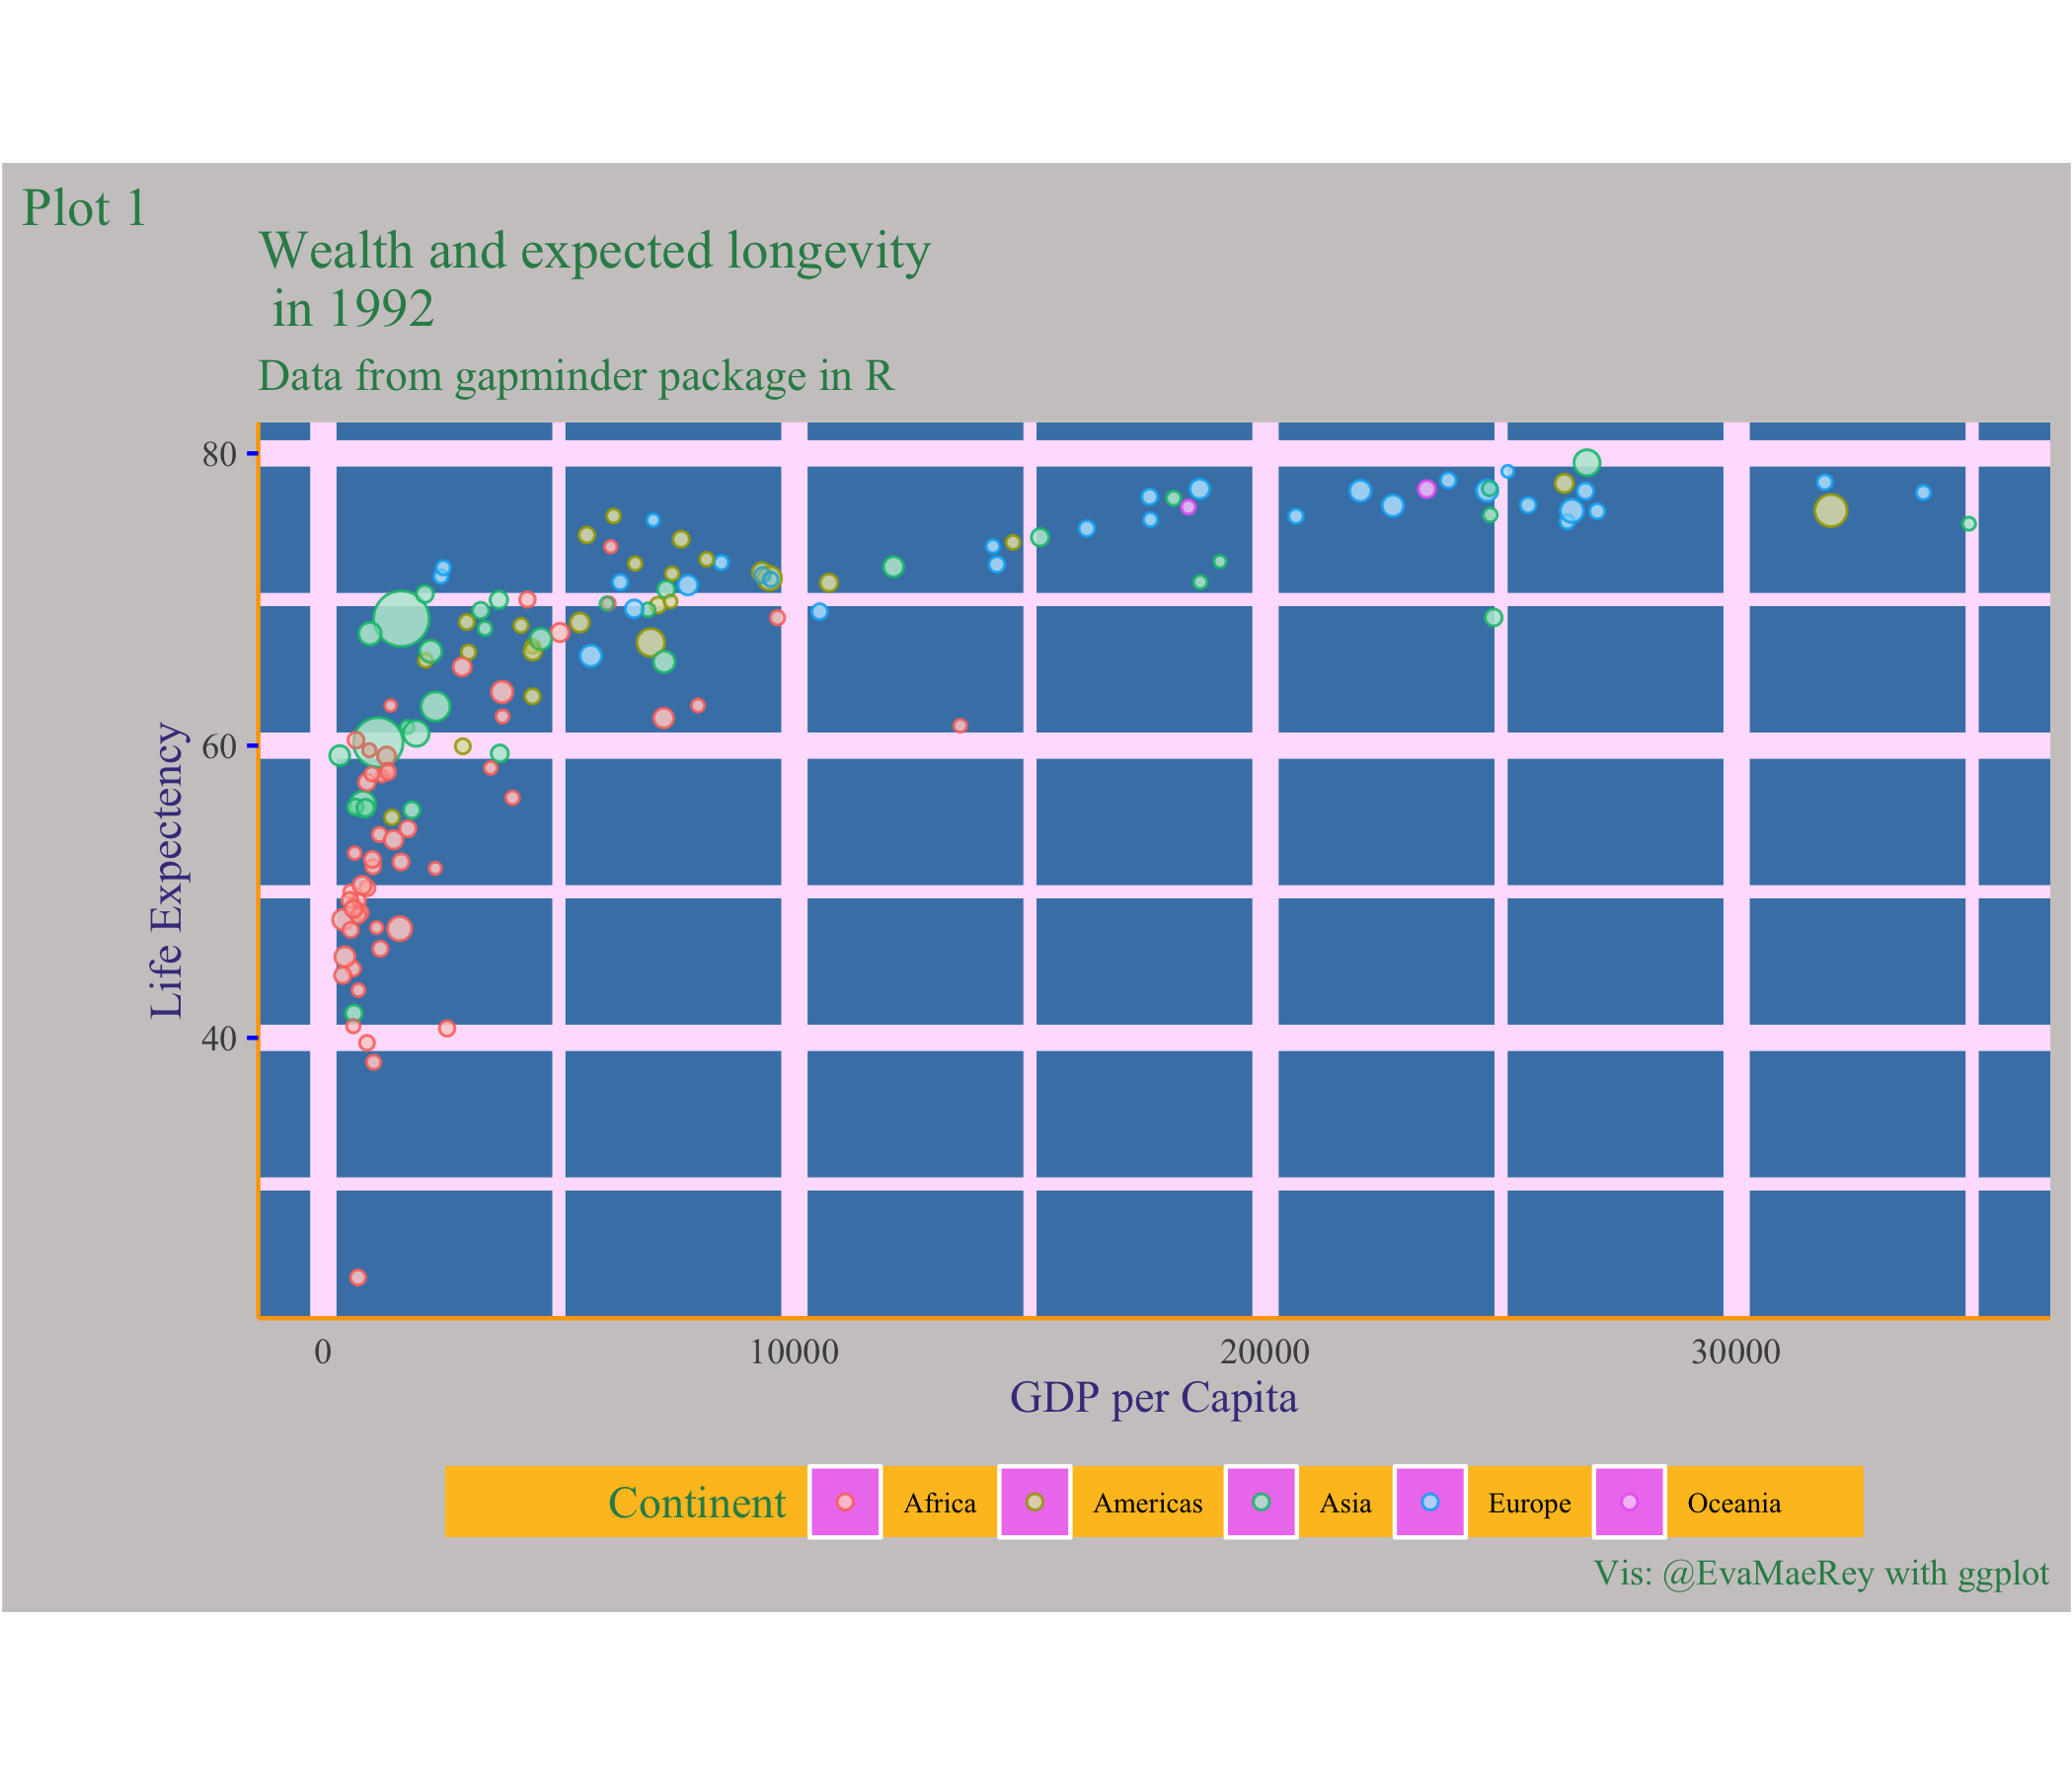 Plot 1
Wealth and expected longevity
in 1992
Data from gapminder package in R
80
60
40
Life Expectency
0 10000 20000 30000
GDP per Capita
Continent Africa Americas Asia Europe Oceania
Vis: @EvaMaeRey with ggplot